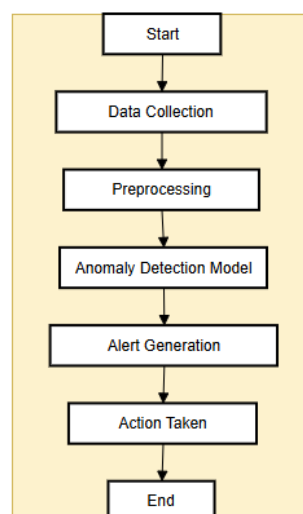 Start
Data Collection
Preprocessing
Anomaly Detection Model
Alert Generation
Action Taken
End